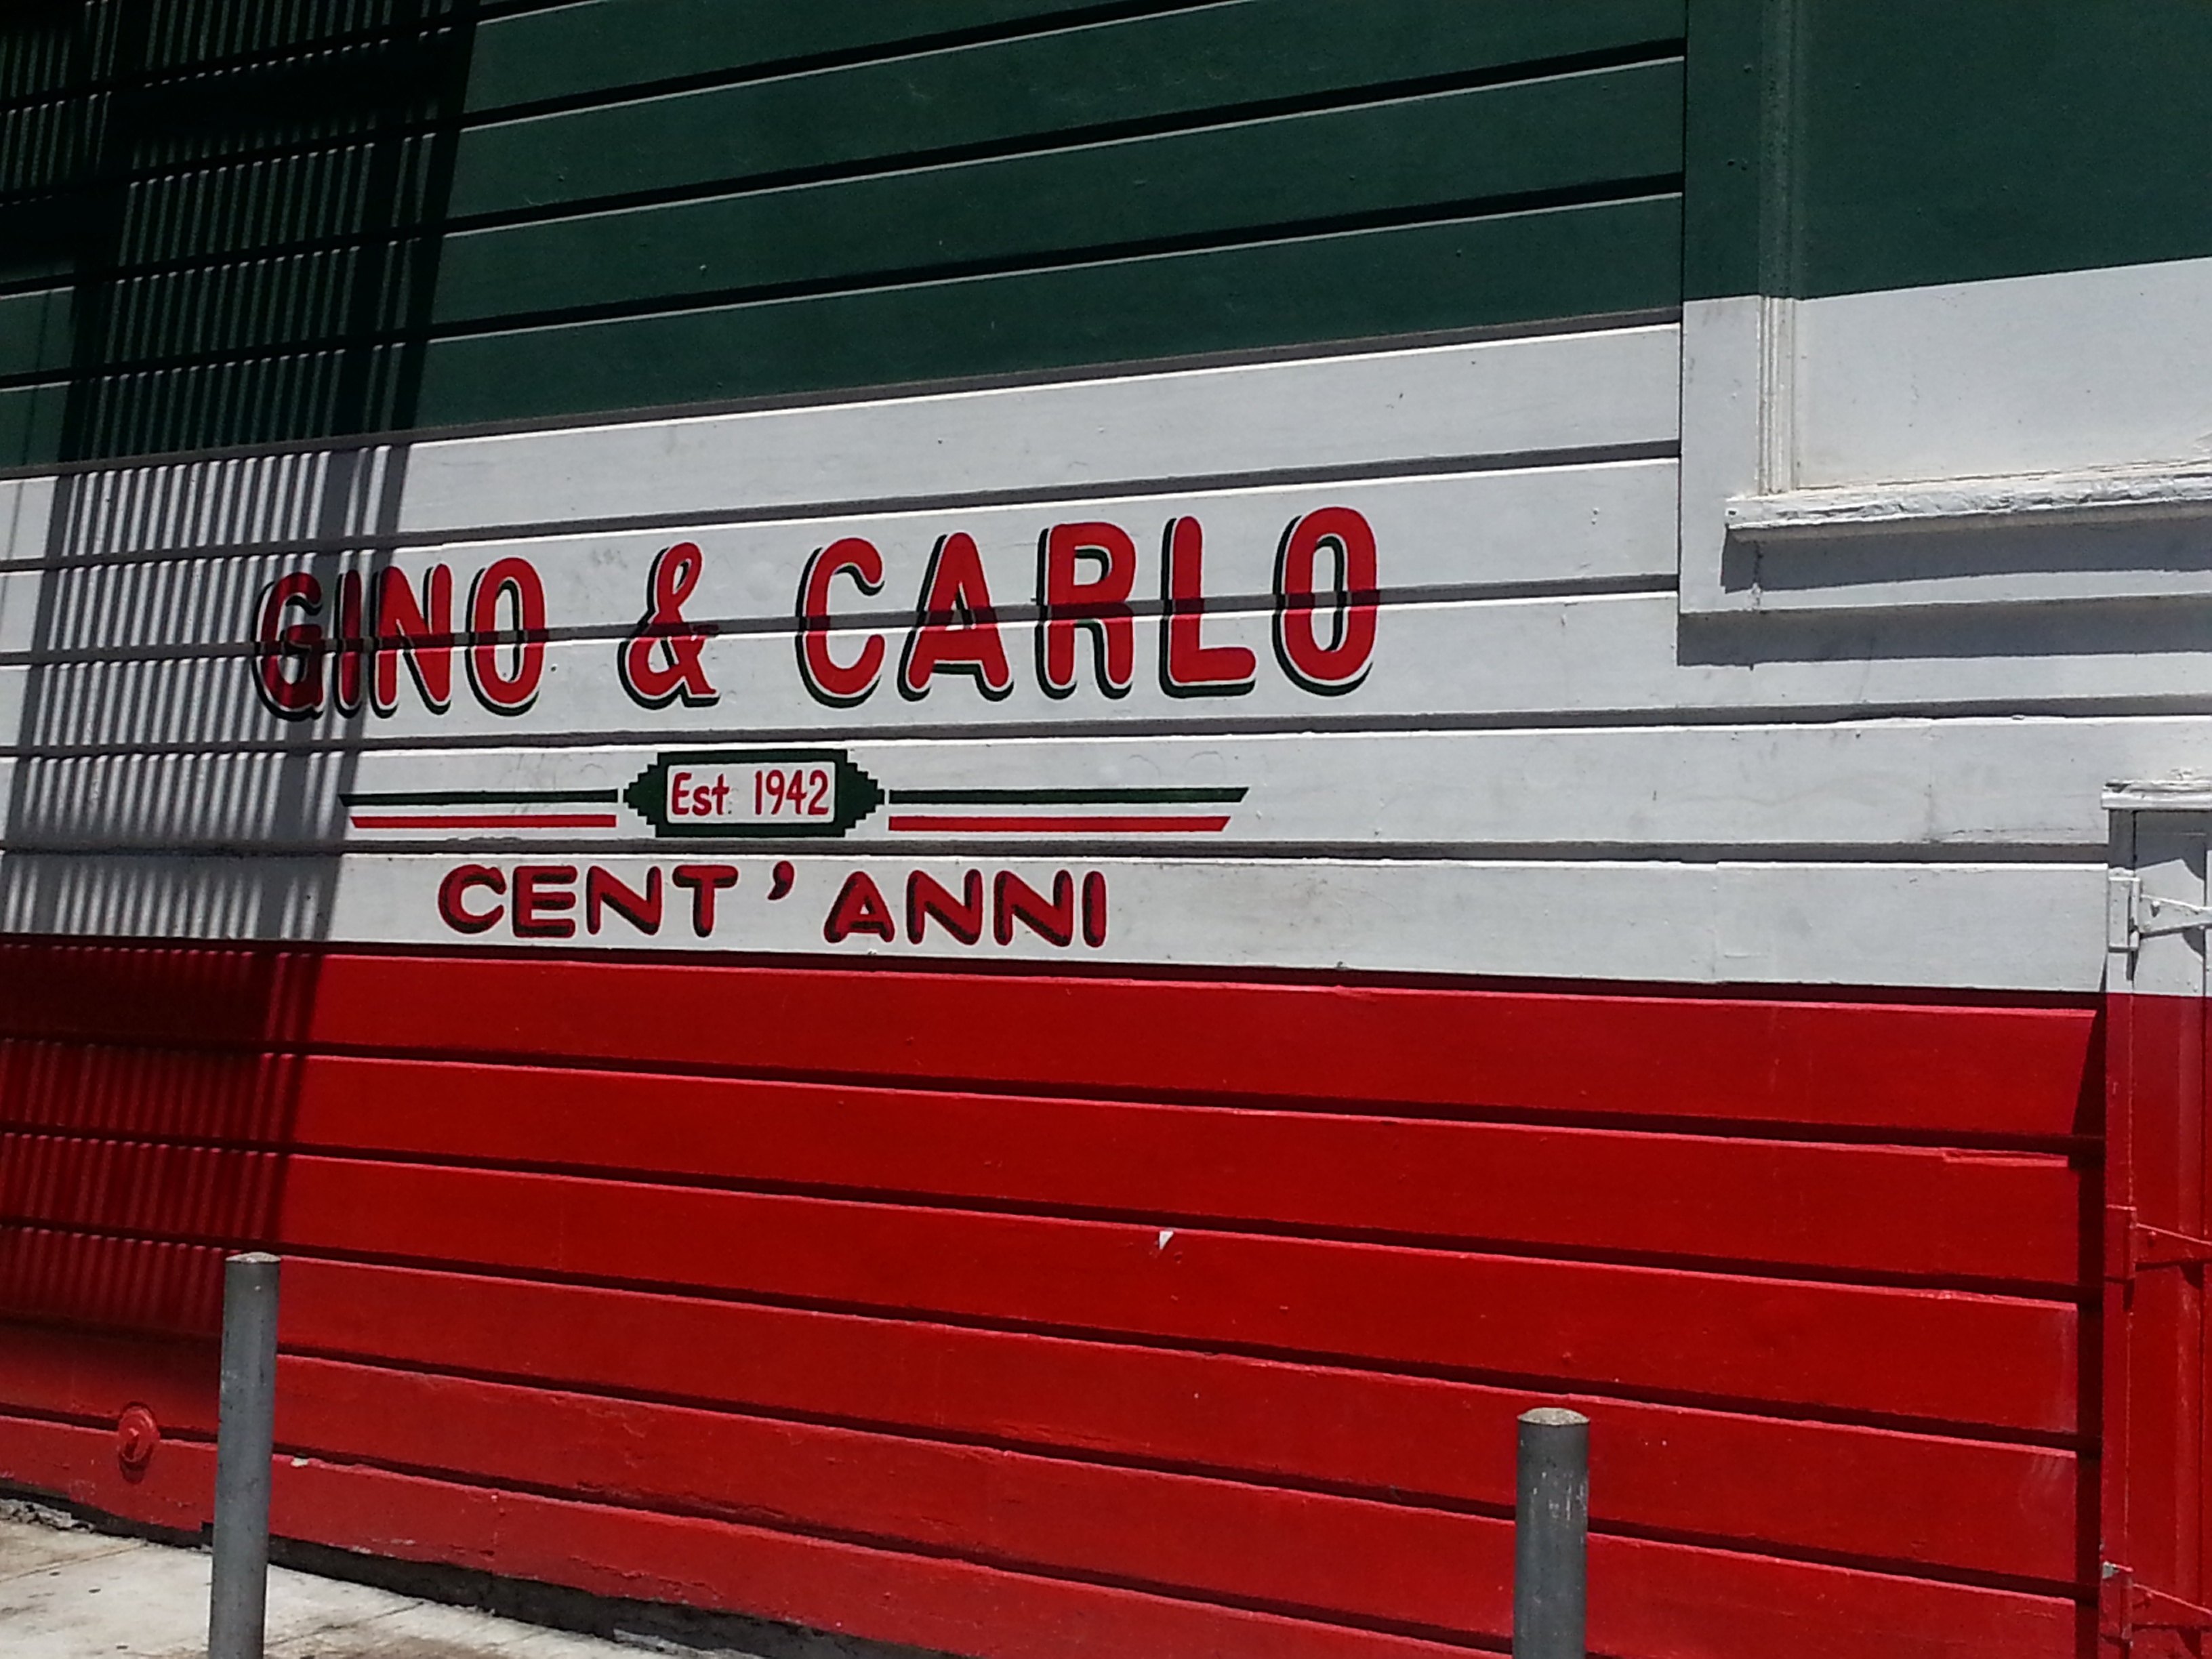 GINO & CARLO
Est. 1942
CENT'ANNI